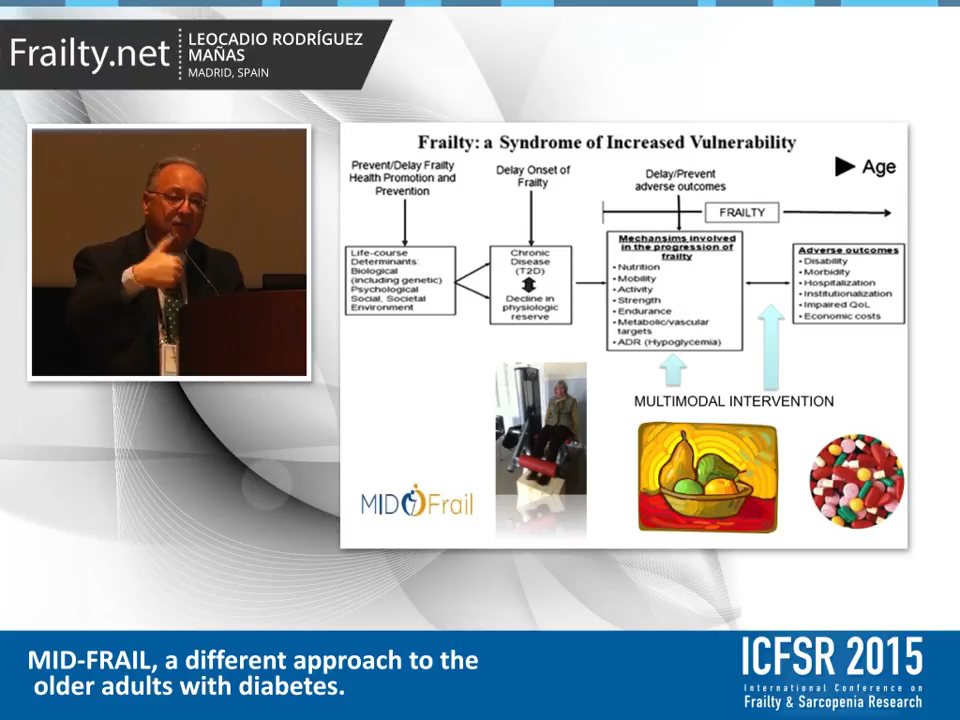 Frailty.net
LEOCADIO RODRÍGUEZ
MAÑAS
MADRID, SPAIN
Frailty: a Syndrome of Increased Vulnerability
Prevent/Delay Frailty
Health Promotion and
Prevention
Delay Onset of
Frailty
Delay/Prevent
adverse outcomes
Age
FRAILTY
Life-course
Determinants:
Biological
(including genetic)
Psychological
Social, Societal
Environment
Chronic
Disease
(T2D)
Decline in
physiologic
reserve
Mechansims involved
in the progression of
frailty
• Nutrition
• Mobility
• Activity
• Strength
• Endurance
• Metabolic/vascular
targets
• ADR (Hypoglycemia)
Adverse outcomes
• Disability
• Morbidity
• Hospitalization
• Institutionalization
• Impaired QoL
• Economic costs
MULTIMODAL INTERVENTION
MID Frail
MID-FRAIL, a different approach to the
older adults with diabetes.
ICFSR 2015
International Conference on
Frailty & Sarcopenia Research